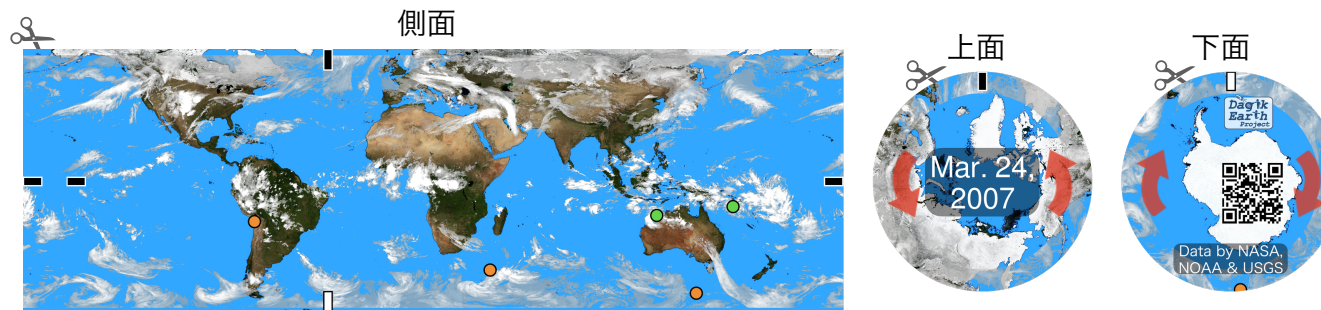 側面
上面
下面
Mar. 24,
2007
Dagik
Earth
Project
Data by NASA,
NOAA & USGS